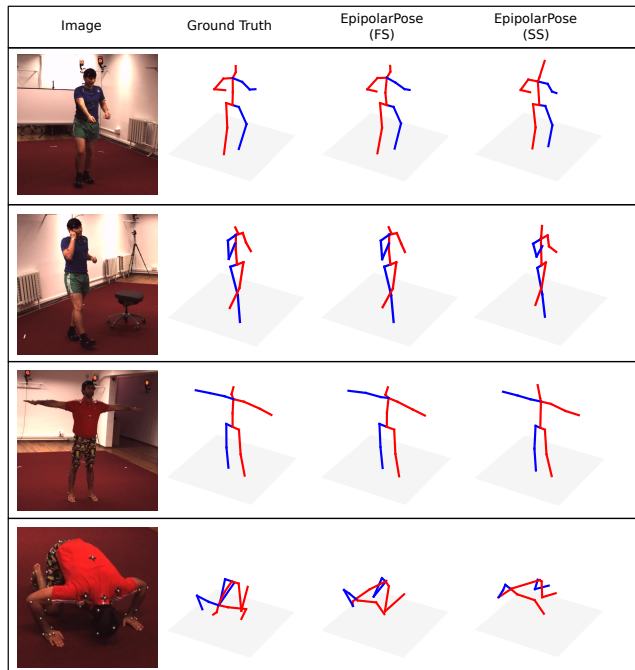 Image
Ground Truth
EpipolarPose
(FS)
EpipolarPose
(SS)